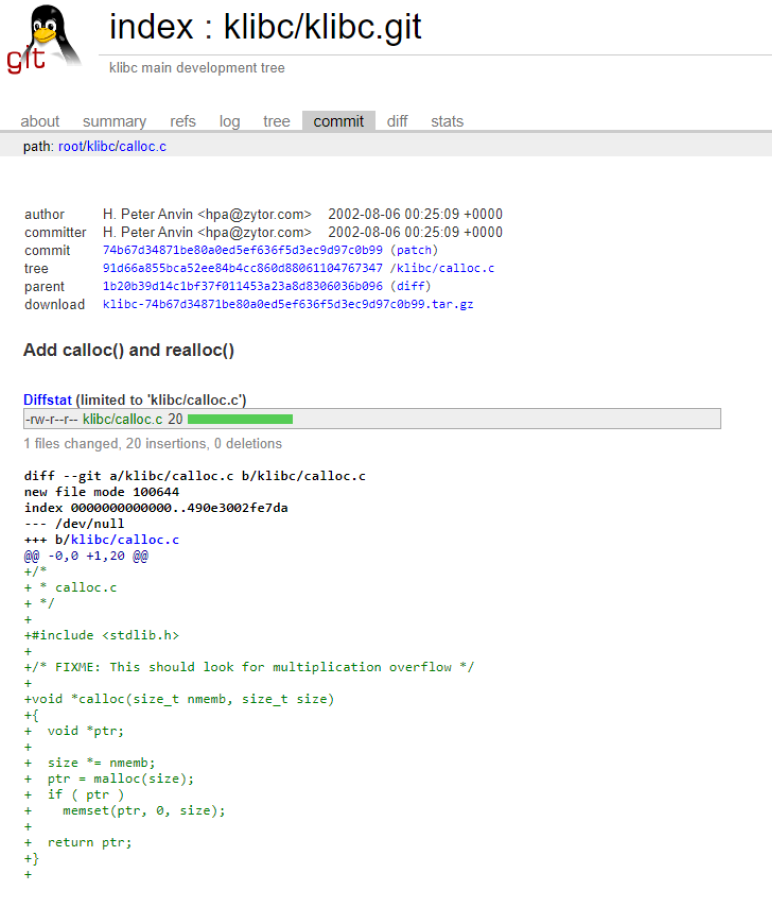 git
index : klibc/klibc.git
klibc main development tree
about summary refs log tree commit diff stats
path: root/klibc/calloc.c
author H. Peter Anvin <hpa@zytor.com> 2002-08-06 00:25:09 +0000
committer H. Peter Anvin <hpa@zytor.com> 2002-08-06 00:25:09 +0000
commit 74b67d34871be80a0ed5ef636f5d3ec9d97c0b99 (patch)
tree 91d66a855bca52ee84b4cc860d88061104767347 /klibc/calloc.c
parent 1b20b39d14c1bf37f011453a23a8d8306036b096 (diff)
download klibc-74b67d34871be80a0ed5ef636f5d3ec9d97c0b99.tar.gz
Add calloc() and realloc()
Diffstat (limited to 'klibc/calloc.c')
-rw-r--r-- klibc/calloc.c 20
1 files changed, 20 insertions, 0 deletions
diff --git a/klibc/calloc.c b/klibc/calloc.c
new file mode 100644
index 0000000000000..490e3002fe7da
--- /dev/null
+++ b/klibc/calloc.c
@@ -0,0 +1,20 @@
+/*
+ * calloc.c
+ */
+
+#include <stdlib.h>
+
+/* FIXME: This should look for multiplication overflow */
+
+void *calloc(size_t nmemb, size_t size)
+{
+  void *ptr;
+
+  size *= nmemb;
+  ptr = malloc(size);
+  if ( ptr )
+    memset(ptr, 0, size);
+
+  return ptr;
+}
+